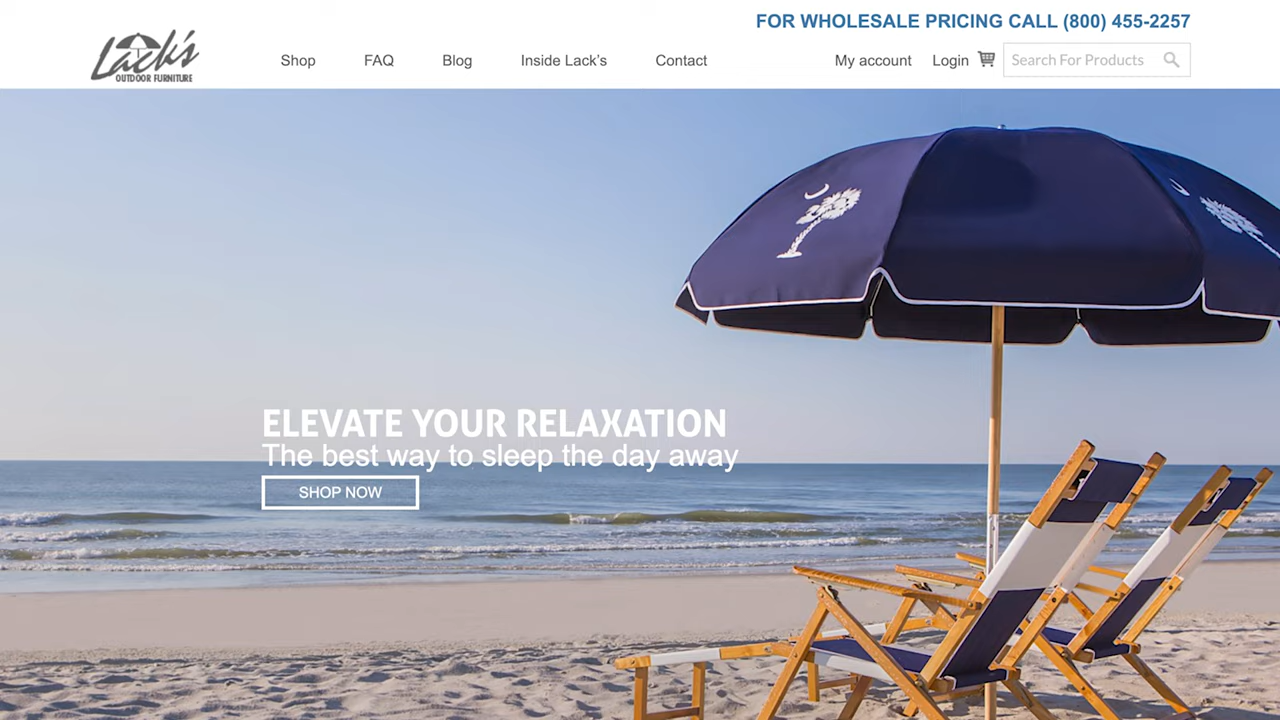 FOR WHOLESALE PRICING CALL (800) 455-2257
Lack's
OUTDOOR FURNITURE
Shop FAQ Blog Inside Lack's Contact My account Login Search For Products
ELEVATE YOUR RELAXATION
The best way to sleep the day away
SHOP NOW